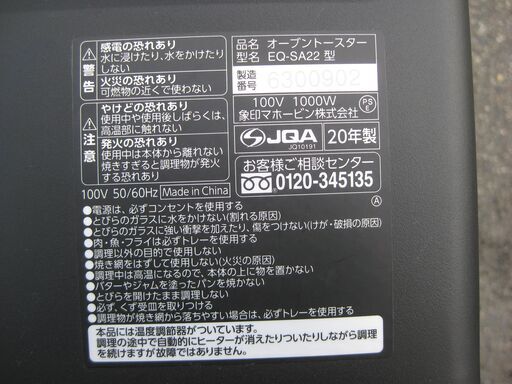 警告
感電の恐れあり
水に浸けたり、水をかけたり
しない
火災の恐れあり
可燃物の近くで使わない
注意
やけどの恐れあり
使用中や使用後しばらくは、
高温部に触れない
発火の恐れあり
使用中は本体から離れない
焼きすぎると調理物が発火
する恐れあり
100V 50/60Hz Made in China
品名 オーブントースター
型名 EQ-SA22 型
製造番号 6300902
100V 1000W
PSE
象印マホービン株式会社
JQA
JQ10191
20年製
お客様ご相談センター
0120-345135
A
●電源は、必ずコンセントを使用する
●とびらのガラスに水をかけない(割れる原因)
●とびらのガラスに強い衝撃を加えたり、傷をつけない(けが・破損の原因)
●肉・魚・フライは必ずトレーを使用する
●調理以外の目的で使用しない
●焼き網をはずして使用しない(火災の原因)
●調理中は高温になるので、本体の上に物を置かない
●バターやジャムを塗ったパンを焼かない
●とびらを開けたまま調理しない
●必ず、くず受皿を取りつける
●調理物が焼き網から落ちやすい場合は、必ずトレーを使用する
本品には温度調節器がついています。
調理の途中で自動的にヒーターが消えたりついたりしながら調理
を続けますが故障ではありません。